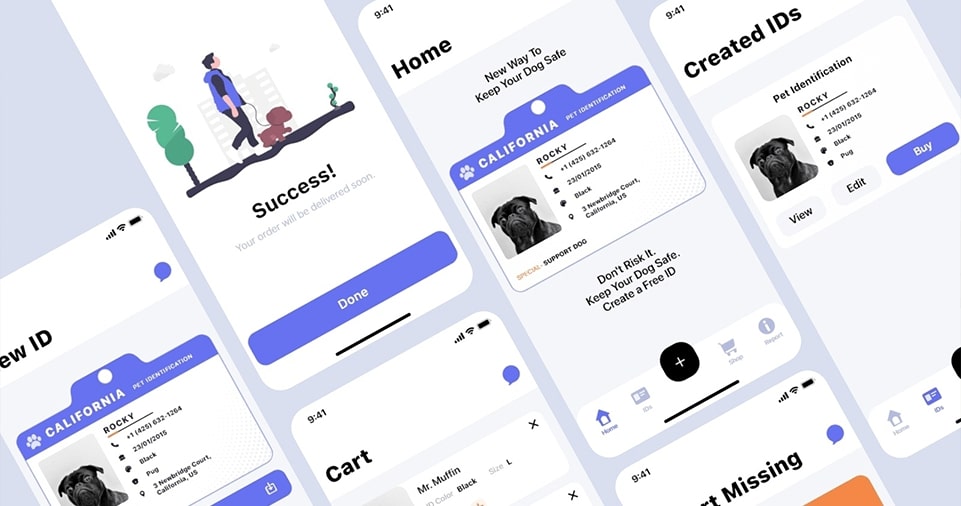 Success!
Your order will be delivered soon.
Done
9:41
Home
New Way To
Keep Your Dog Safe
CALIFORNIA PET IDENTIFICATION
ROCKY
+1 (425) 632-1264
23/01/2015
Black
3 Newbridge Court,
California, US
SPECIAL- SUPPORT DOG
Don't Risk It.
Keep Your Dog Safe.
Create a Free ID
+
Home
IDs
Shop
Report
9:41
Created IDs
Pet Identification
ROCKY
+1 (425) 632-1264
23/01/2015
Black
Pug
View
Edit
Buy
Home
IDs
ew ID
CALIFORNIA PET IDENTIFICATION
ROCKY
+1 (425) 632-1264
23/01/2015
Black
Pug
3 Newbridge Court,
California, US
9:41
Cart
Mr. Muffin
Color Black Size L
9:41
rt Missing